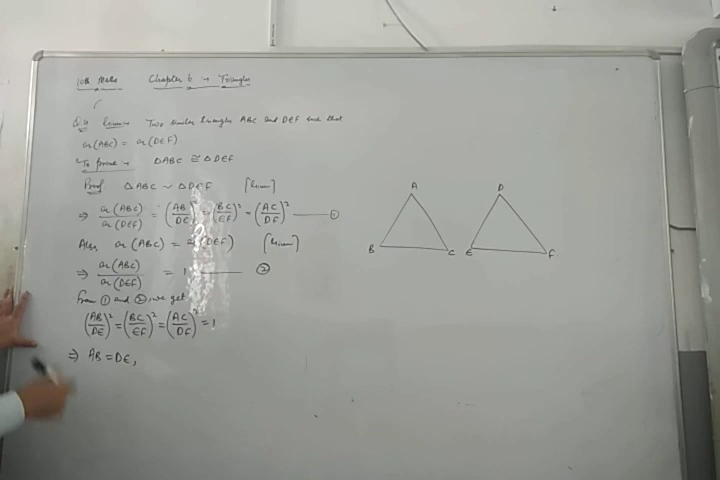 10th Maths Chapter 6 → Triangles
Q.4 Given:- Two similar triangles ABC and DEF such that
ar(ABC) = ar(DEF)
To prove:- ΔABC ≅ ΔDEF
Proof ΔABC ~ ΔDEF [Given]
⇒ ar(ABC)/ar(DEF) = (AB/DE)² = (BC/EF)² = (AC/DF)² —— ①
Also, ar(ABC) = ar(DEF) [Given]
⇒ ar(ABC)/ar(DEF) = 1 —— ②
From ① and ②, we get
(AB/DE)² = (BC/EF)² = (AC/DF)² = 1
⇒ AB = DE,
A
B
C
D
E
F